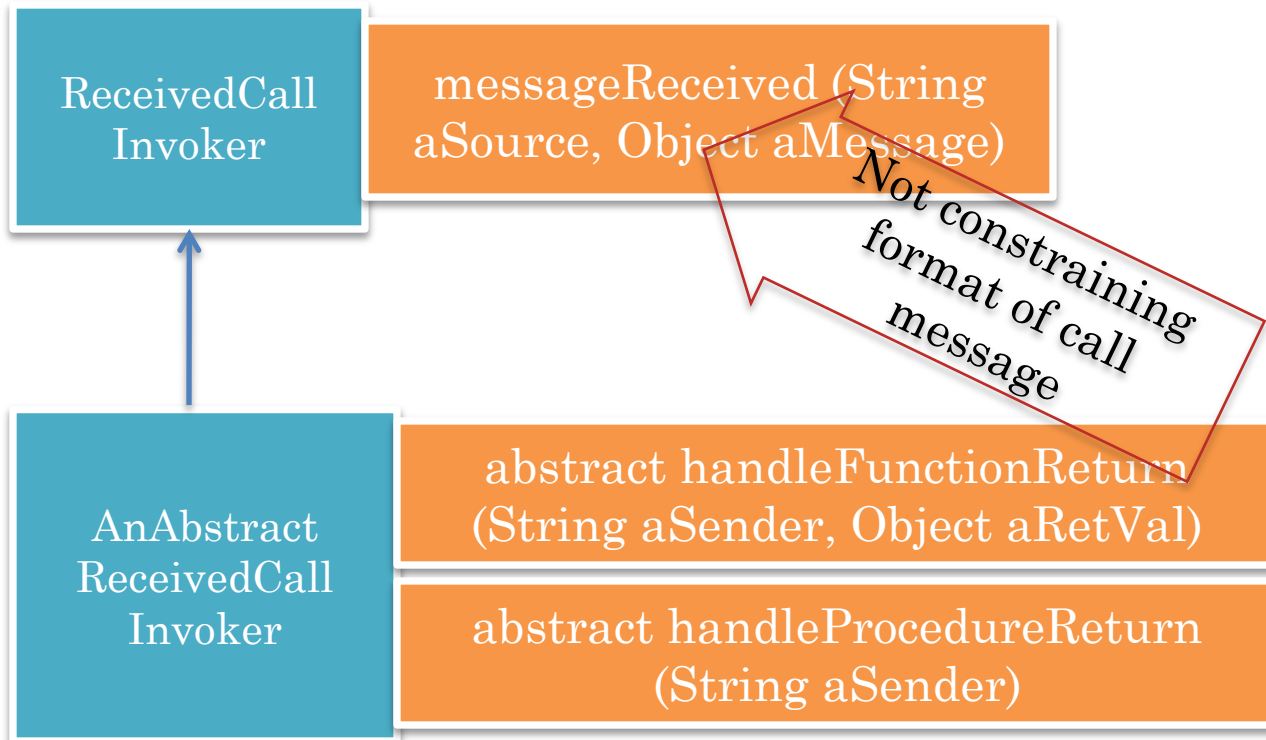 ReceivedCall
Invoker
messageReceived (String
aSource, Object aMessage)
Not constraining
format of call
message
AnAbstract
ReceivedCall
Invoker
abstract handleFunctionReturn
(String aSender, Object aRetVal)
abstract handleProcedureReturn
(String aSender)